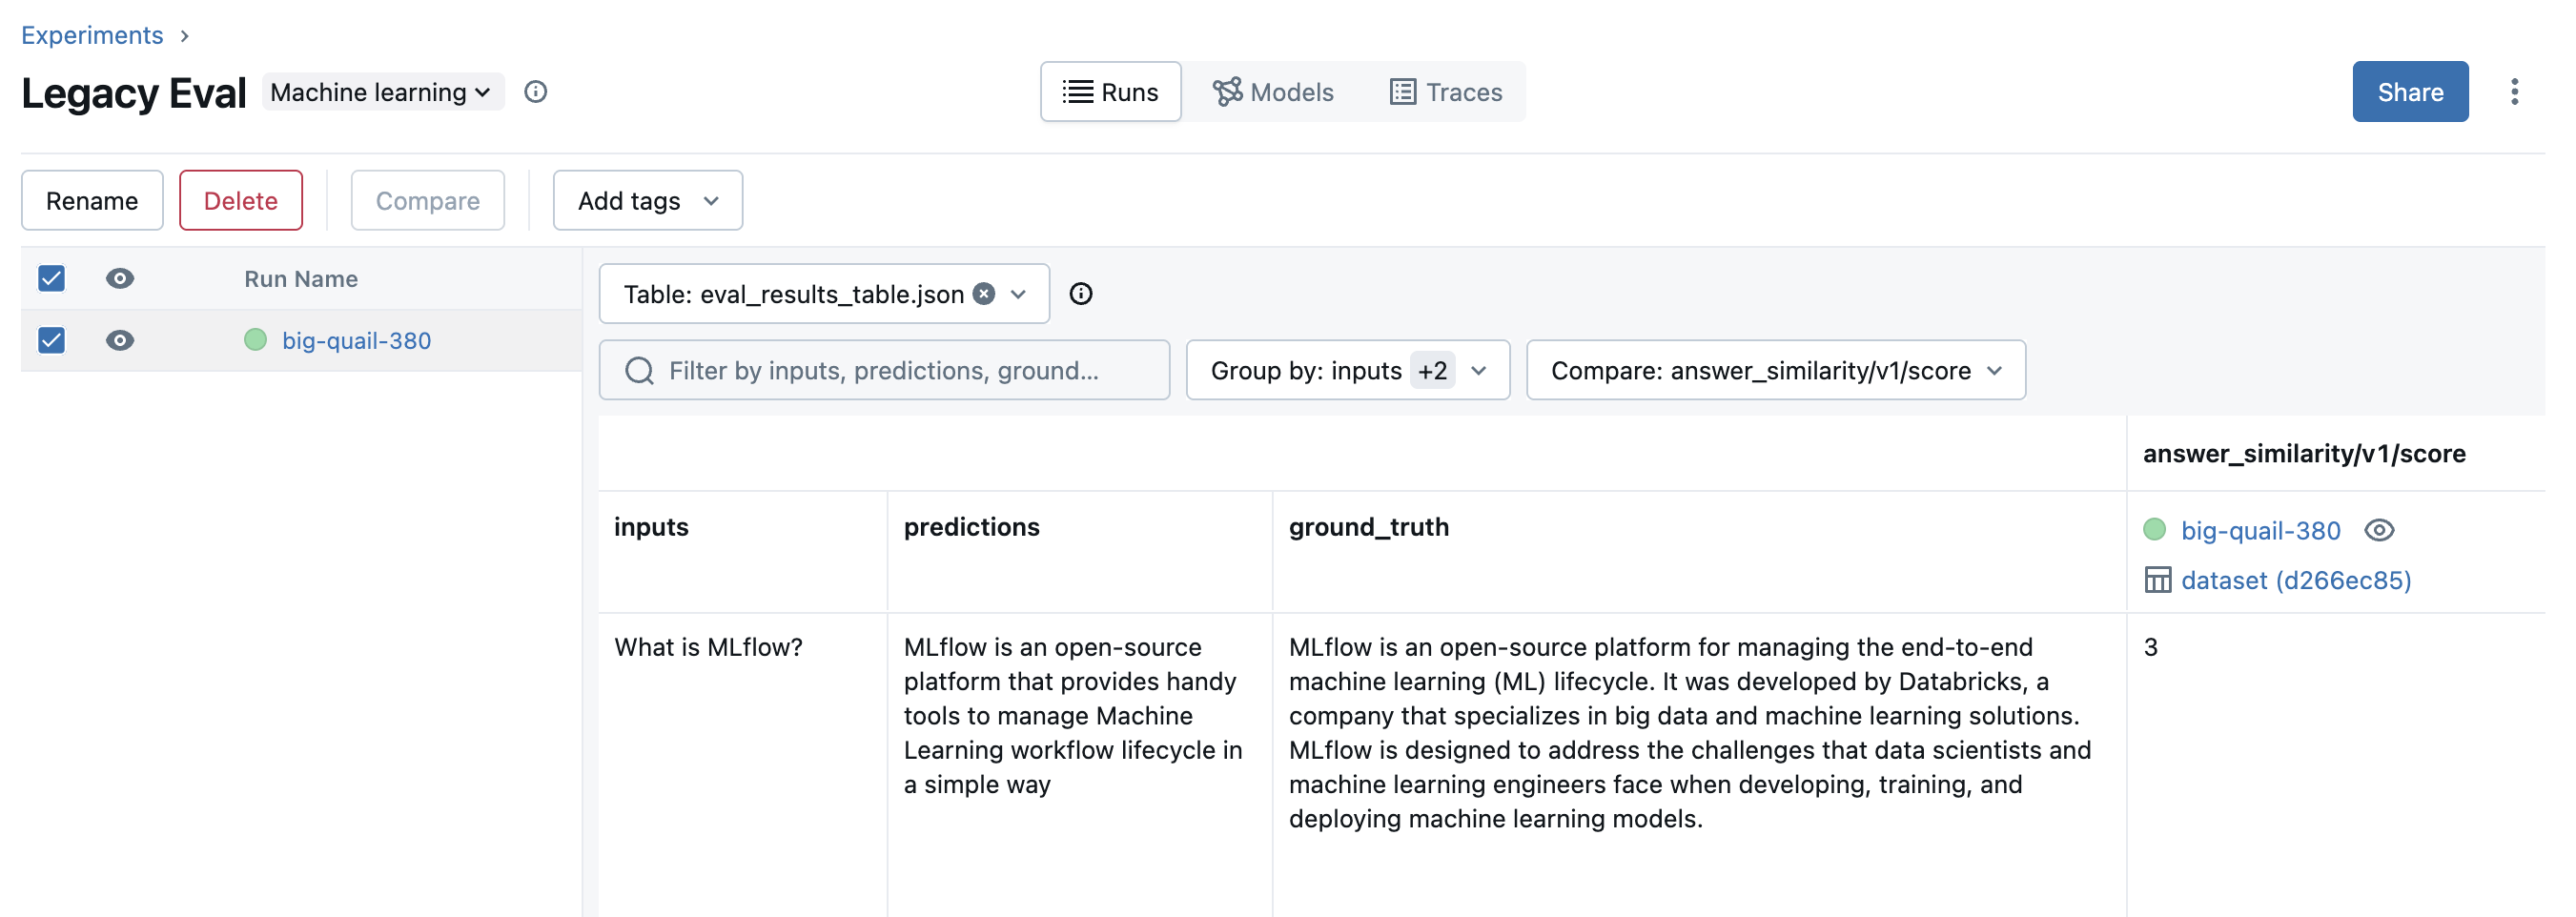 Experiments
Legacy Eval Machine learning
Runs Models Traces
Share
Rename Delete Compare Add tags
Run Name
big-quail-380
Table: eval_results_table.json
Filter by inputs, predictions, ground... Group by: inputs +2 Compare: answer_similarity/v1/score
answer_similarity/v1/score
inputs predictions ground_truth
big-quail-380
dataset (d266ec85)
What is MLflow?
MLflow is an open-source
platform that provides handy
tools to manage Machine
Learning workflow lifecycle in
a simple way
MLflow is an open-source platform for managing the end-to-end
machine learning (ML) lifecycle. It was developed by Databricks, a
company that specializes in big data and machine learning solutions.
MLflow is designed to address the challenges that data scientists and
machine learning engineers face when developing, training, and
deploying machine learning models.
3